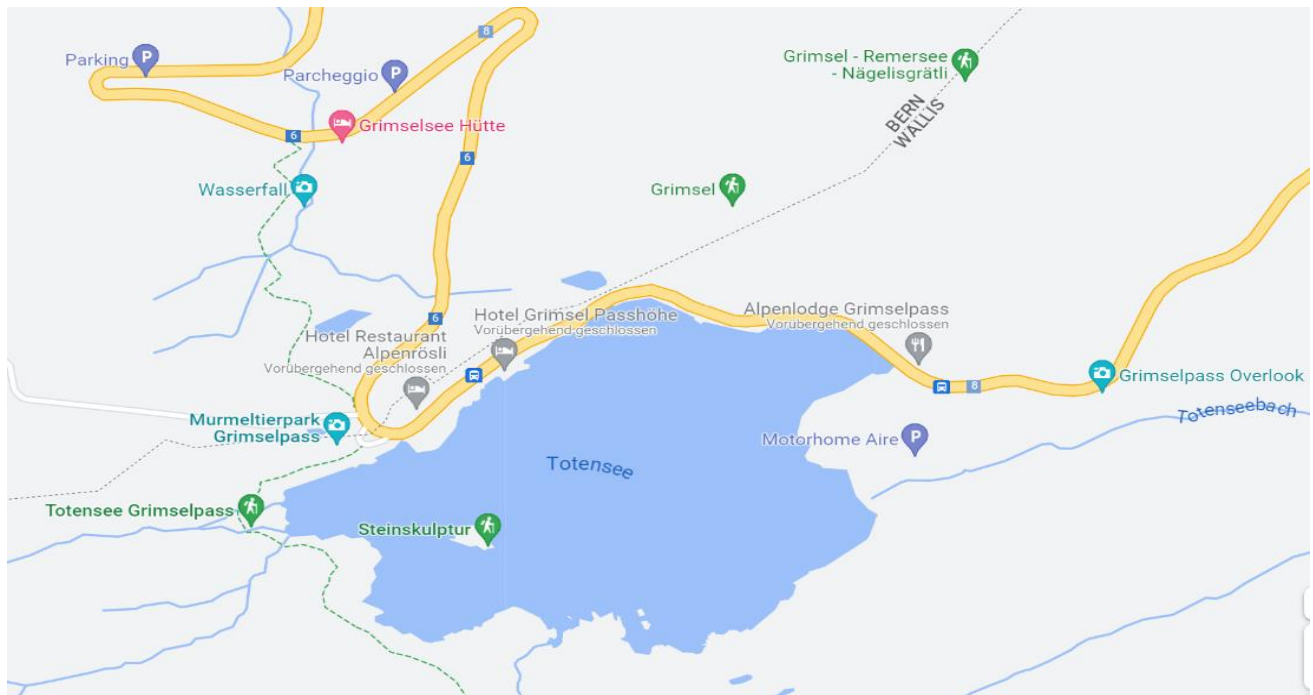 8
Parking
P
Parcheggio
P
Grimsel - Remersee
- Nägelisgrätli
BERN
WALLIS
6
Grimselsee Hütte
6
Wasserfall
Grimsel
6
Hotel Grimsel Passhöhe
Vorübergehend geschlossen
Alpenlodge Grimselpass
Vorübergehend geschlossen
Hotel Restaurant
Alpenrösli
Vorübergehend geschlossen
8
Grimselpass Overlook
Murmeltierpark
Grimselpass
Totenseebach
Motorhome Aire
P
Totensee
Totensee Grimselpass
Steinskulptur